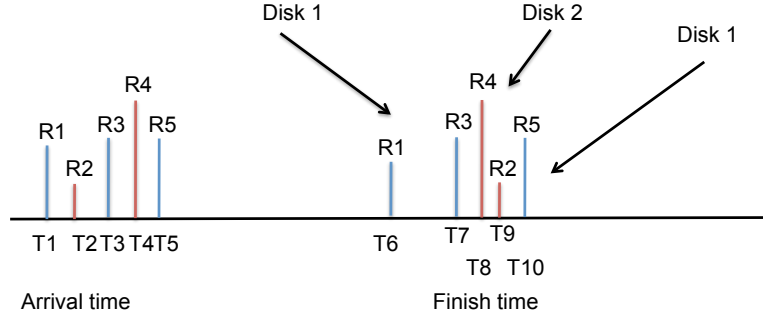 Disk 1
Disk 2
Disk 1
R4
R4
R1
R3
R5
R3
R5
R1
R2
R2
T1
T2
T3
T4
T5
T6
T7
T9
T8
T10
Arrival time
Finish time